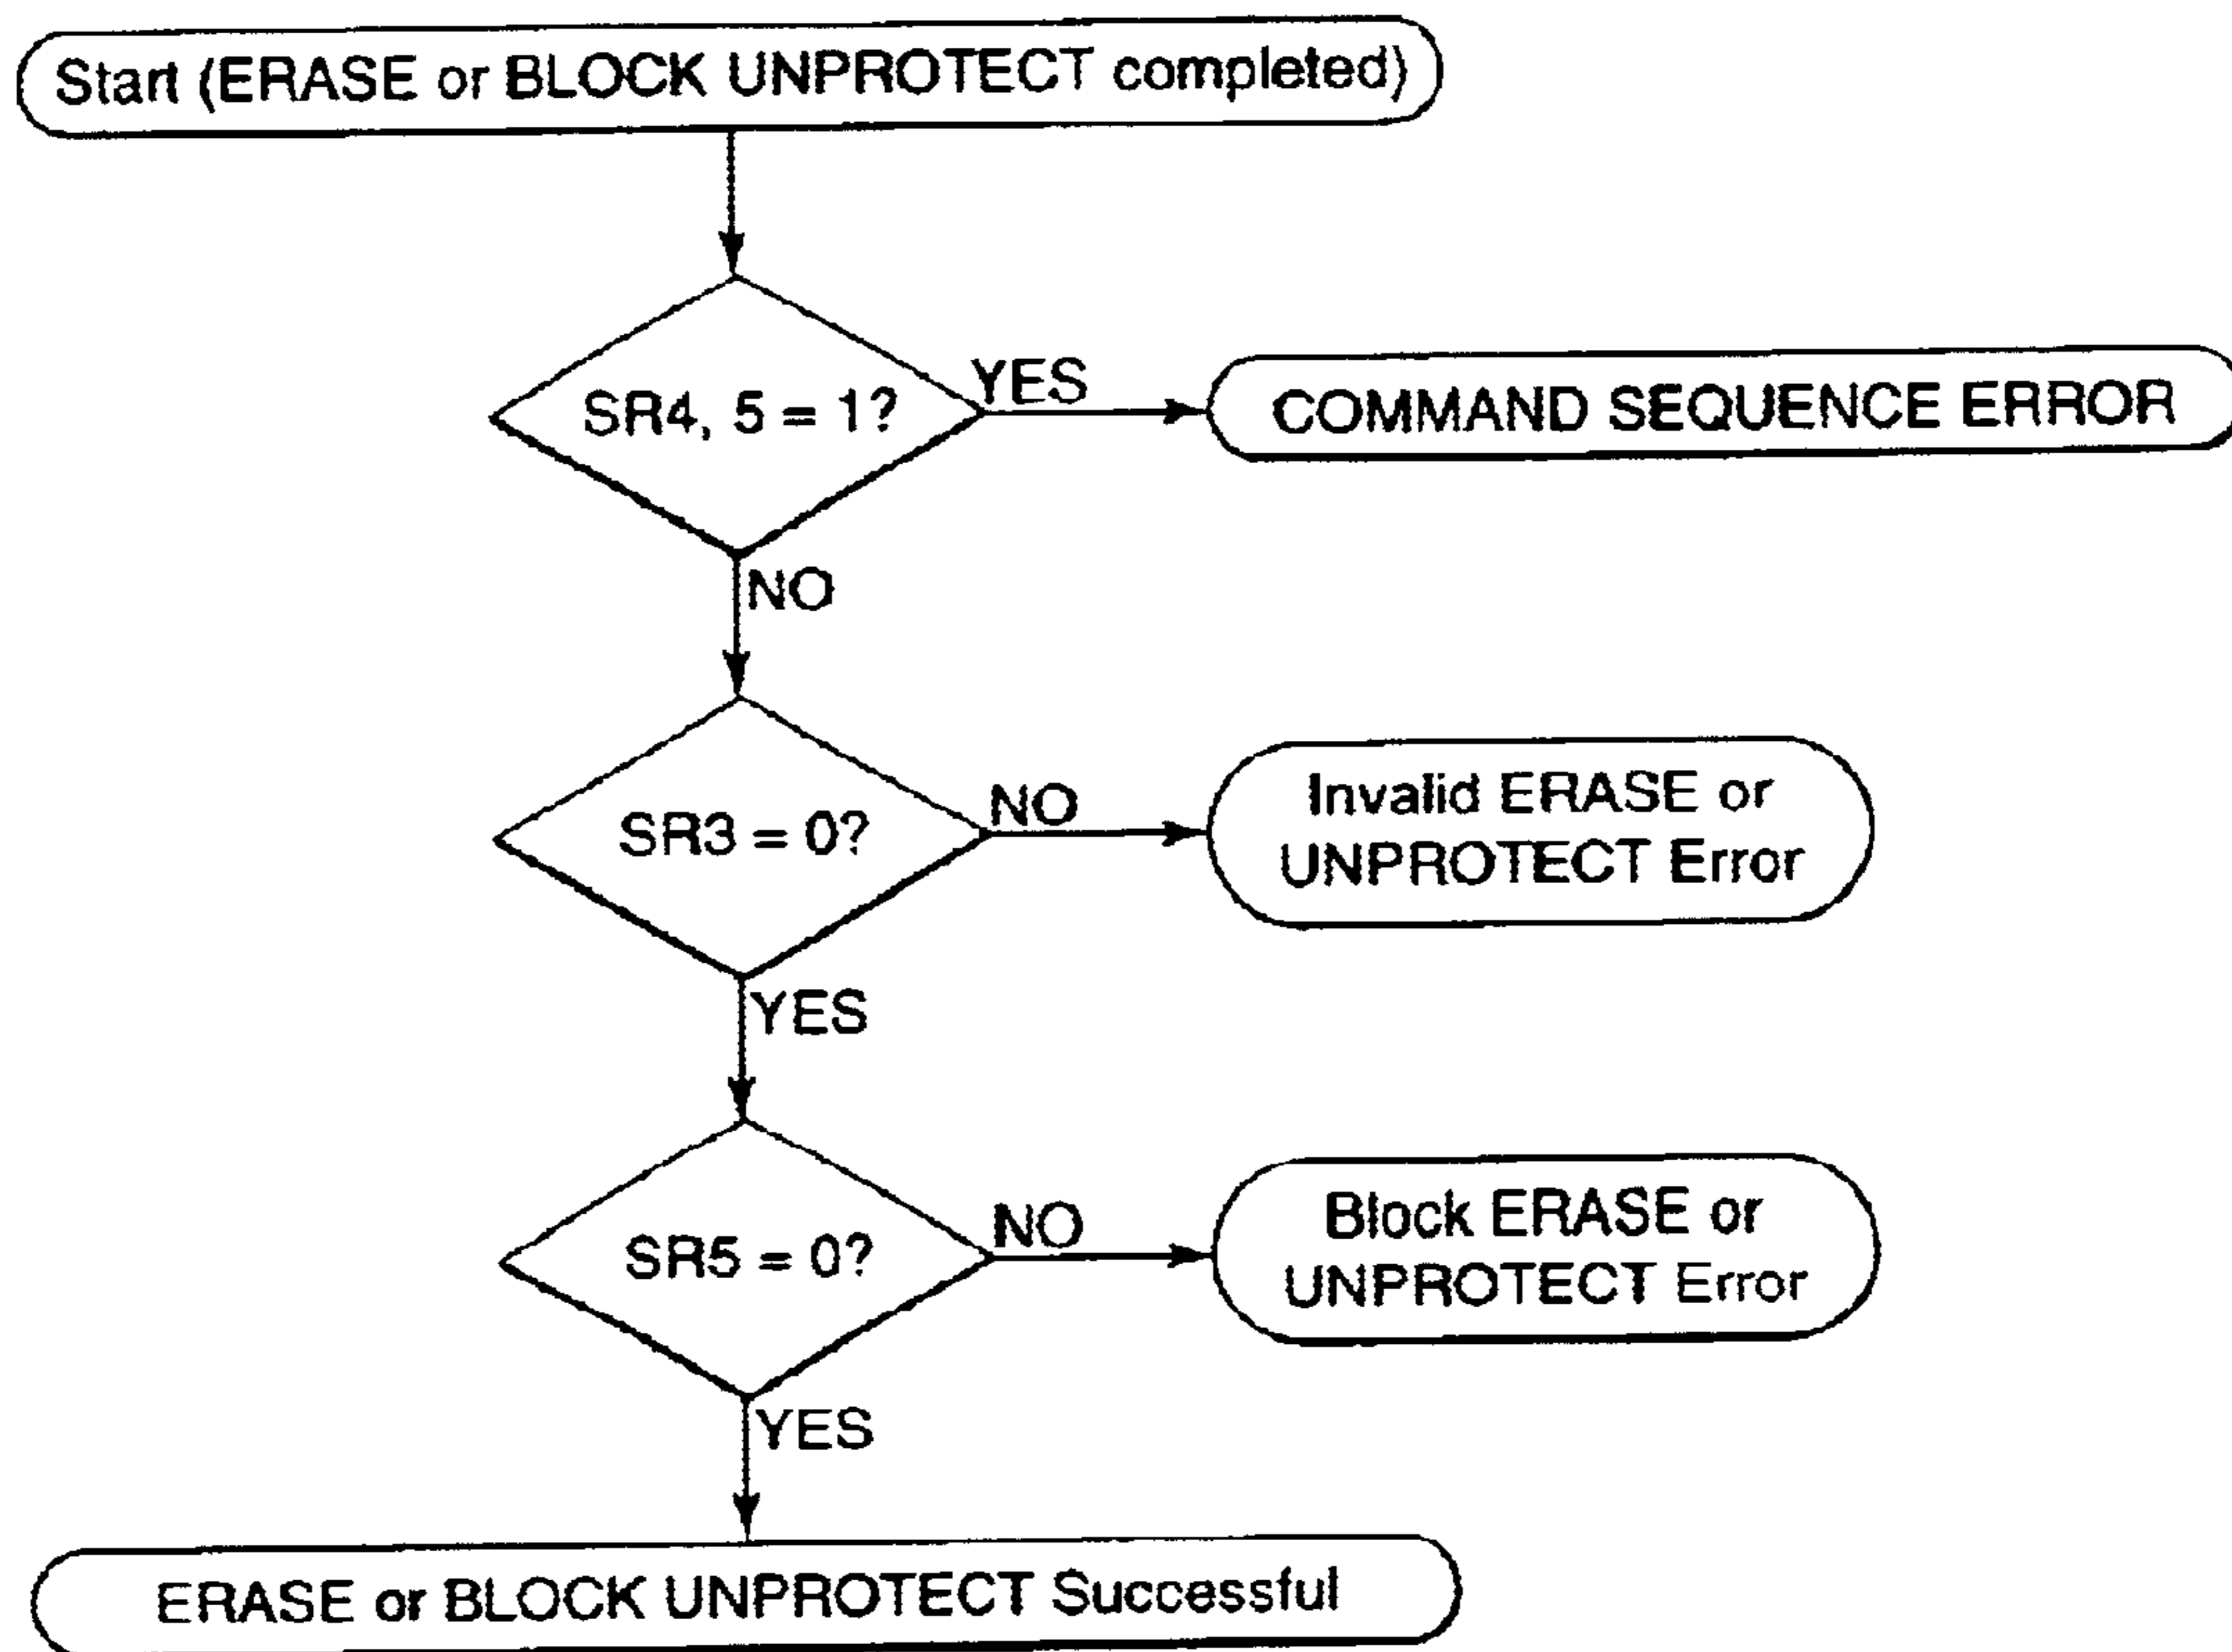 Start (ERASE or BLOCK UNPROTECT completed)
SR4, 5 = 1?
YES
COMMAND SEQUENCE ERROR
NO
SR3 = 0?
NO
Invalid ERASE or
UNPROTECT Error
YES
SR5 = 0?
NO
Block ERASE or
UNPROTECT Error
YES
ERASE or BLOCK UNPROTECT Successful